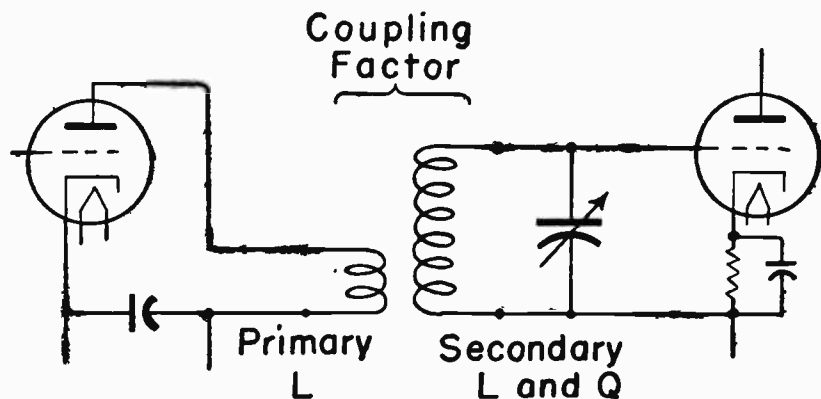 Coupling
Factor
Primary
L
Secondary
L and Q